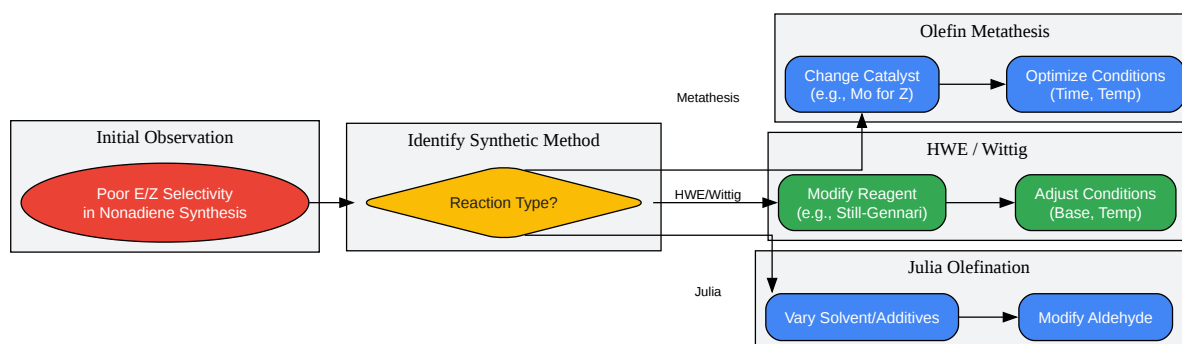 Initial Observation
Poor E/Z Selectivity
in Nonadiene Synthesis
Identify Synthetic Method
Reaction Type?
Metathesis
HWE/Wittig
Julia
Olefin Metathesis
Change Catalyst
(e.g., Mo for Z)
Optimize Conditions
(Time, Temp)
HWE / Wittig
Modify Reagent
(e.g., Still-Gennari)
Adjust Conditions
(Base, Temp)
Julia Olefination
Vary Solvent/Additives
Modify Aldehyde